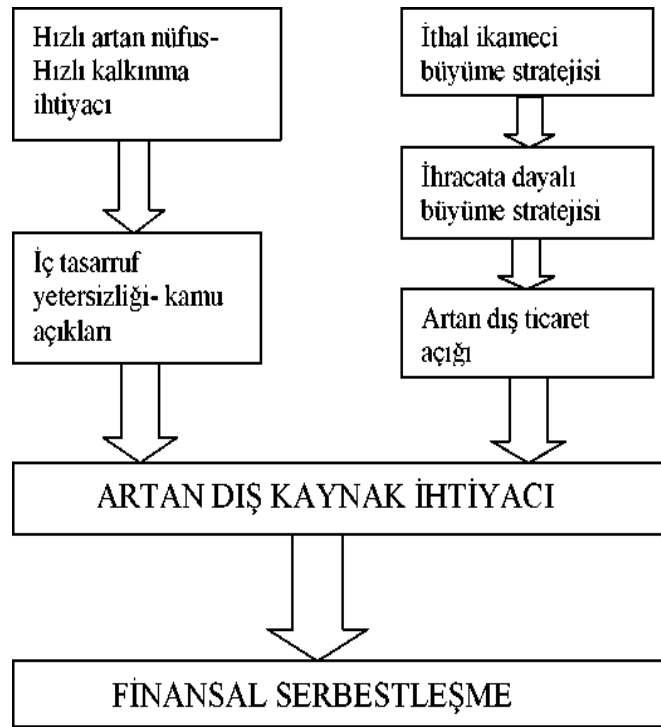 Hızlı artan nüfus-
Hızlı kalkınma
ihtiyacı
İç tasarruf
yetersizliği- kamu
açıkları
İthal ikameci
büyüme stratejisi
İhracata dayalı
büyüme stratejisi
Artan dış ticaret
açığı
ARTAN DIŞ KAYNAK İHTİYACI
FİNANSAL SERBESTLEŞME